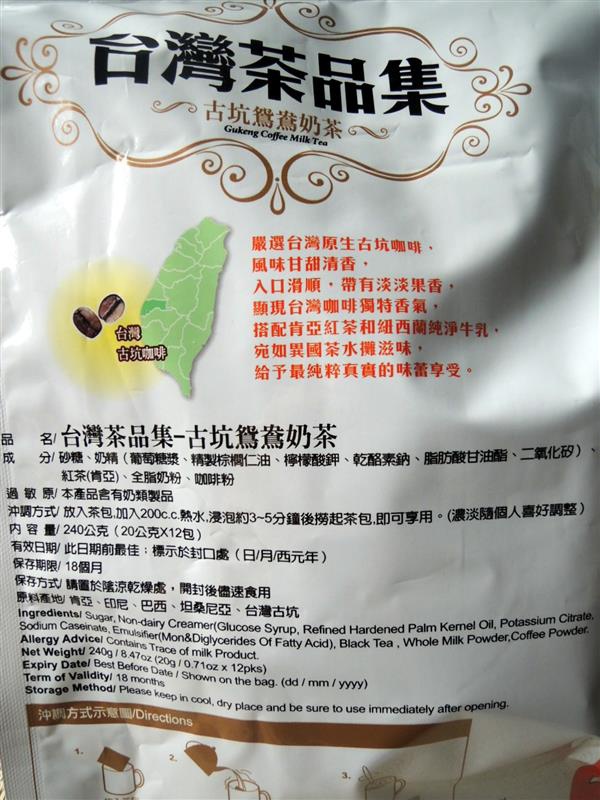 台灣茶品集
古坑鴛鴦奶茶
Gukeng Coffee Milk Tea
嚴選台灣原生古坑咖啡，
風味甘甜清香，
入口滑順，帶有淡淡果香，
顯現台灣咖啡獨特香氣，
搭配肯亞紅茶和紐西蘭純淨牛乳，
宛如異國茶水攤滋味，
給予最純粹真實的味蕾享受。
台灣
古坑咖啡
品 名/ 台灣茶品集-古坑鴛鴦奶茶
成 分/ 砂糖、奶精（葡萄糖漿、精製棕櫚仁油、檸檬酸鉀、乾酪素鈉、脂肪酸甘油酯、二氧化矽）、
紅茶(肯亞)、全脂奶粉、咖啡粉
過 敏 原/ 本產品含有奶類製品
沖調方式/ 放入茶包,加入200c.c.熱水,浸泡約3~5分鐘後撈起茶包,即可享用。(濃淡隨個人喜好調整)
內 容 量/ 240公克（20公克X12包）
有效日期/ 此日期前最佳：標示於封口處（日/月/西元年）
保存期限/ 18個月
保存方式/ 請置於陰涼乾燥處，開封後儘速食用
原料產地/ 肯亞、印尼、巴西、坦桑尼亞、台灣古坑
Ingredients/ Sugar, Non-dairy Creamer(Glucose Syrup, Refined Hardened Palm Kernel Oil, Potassium Citrate,
Sodium Caseinate, Emulsifier(Mon&Diglycerides Of Fatty Acid), Black Tea , Whole Milk Powder,Coffee Powder.
Allergy Advice/ Contains Trace of milk Product.
Net Weight/ 240g / 8.47oz (20g / 0.71oz x 12pks)
Expiry Date/ Best Before Date / Shown on the bag. (dd / mm / yyyy)
Term of Validity/ 18 months
Storage Method/ Please keep in cool, dry place and be sure to use immediately after opening.
沖調方式示意圖/Directions
1.
2.
3.